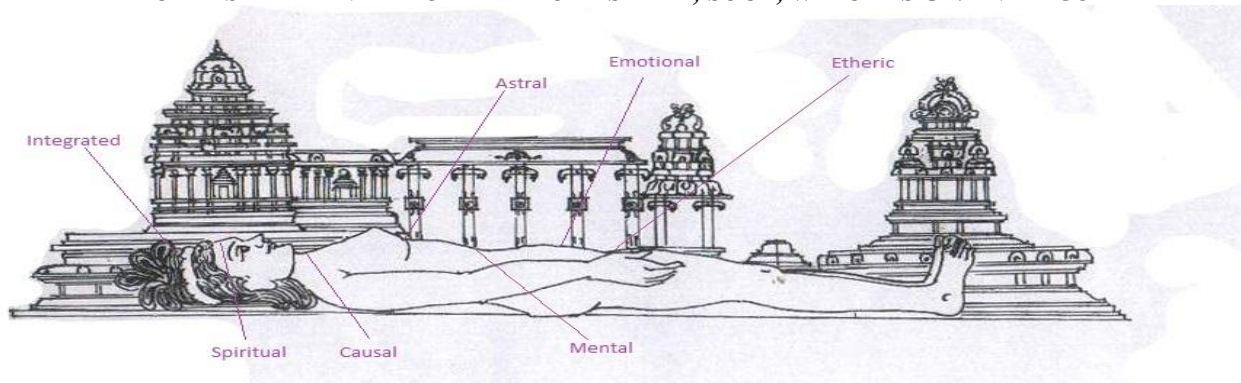 Emotional
Etheric
Astral
Integrated
Spiritual
Causal
Mental